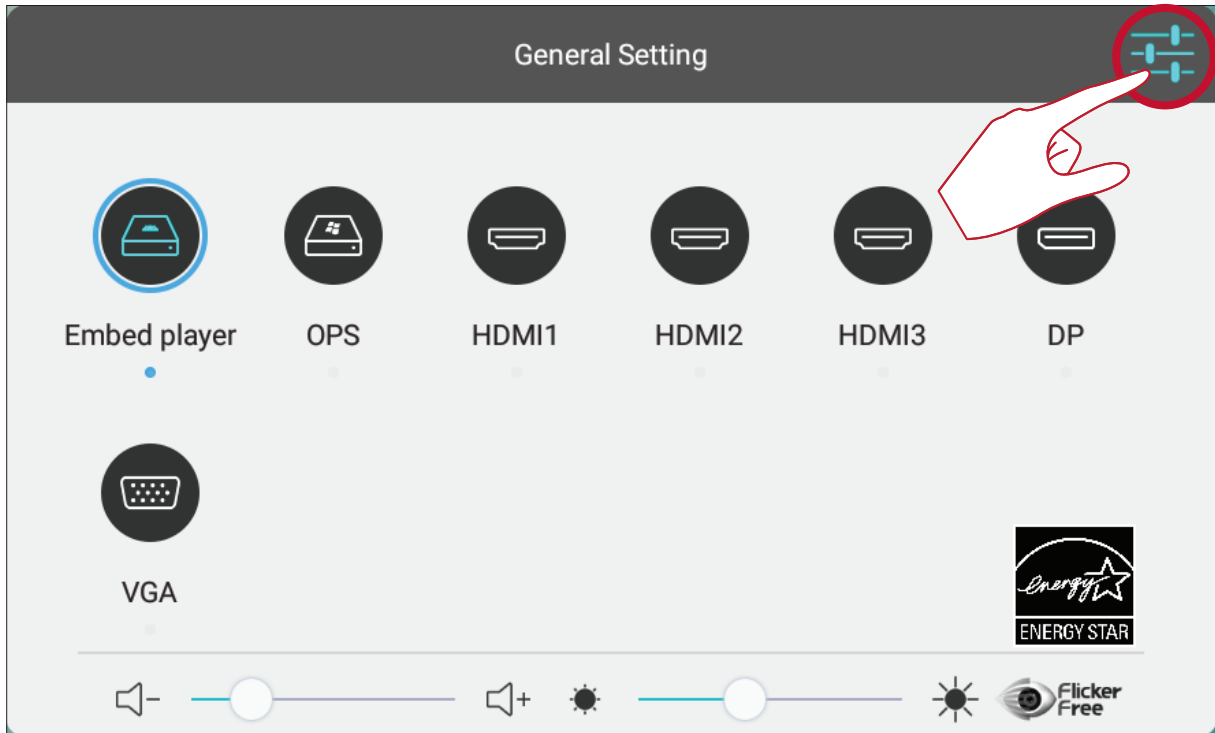 General Setting
Embed player
OPS
HDMI1
HDMI2
HDMI3
DP
VGA
energy
ENERGY STAR
Flicker
Free